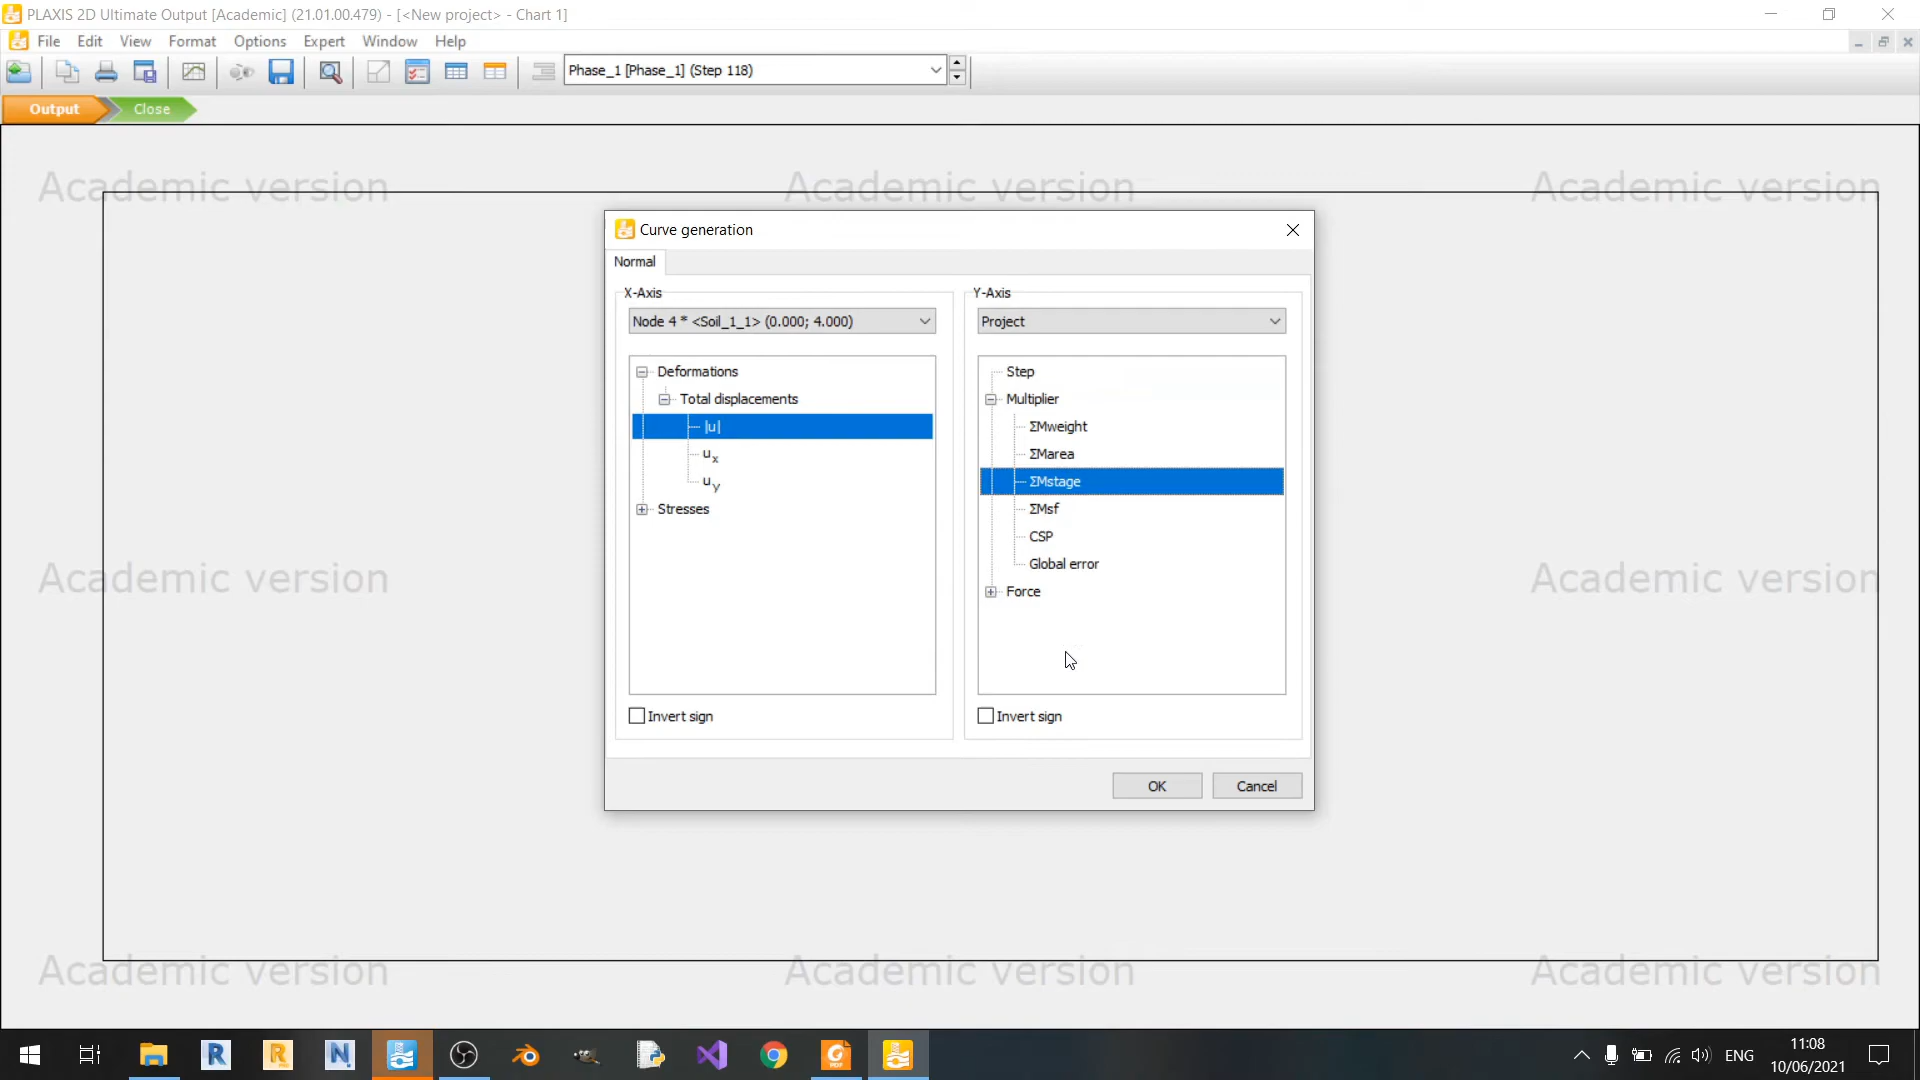 PLAXIS 2D Ultimate Output [Academic] (21.01.00.479) - [<New project> - Chart 1]
File Edit View Format Options Expert Window Help
Phase_1 [Phase_1] (Step 118)
Output Close
Academic version Academic version Academic version
Curve generation
Normal
X-Axis Y-Axis
Node 4 * <Soil_1_1> (0.000; 4.000) Project
Deformations Step
Total displacements Multiplier
|u| ΣMweight
ux ΣMarea
uy ΣMstage
Stresses ΣMsf
CSP
Global error
Academic version Academic version
Force
Invert sign Invert sign
OK Cancel
Academic version Academic version Academic version
R R N PDF ENG 11:08
10/06/2021